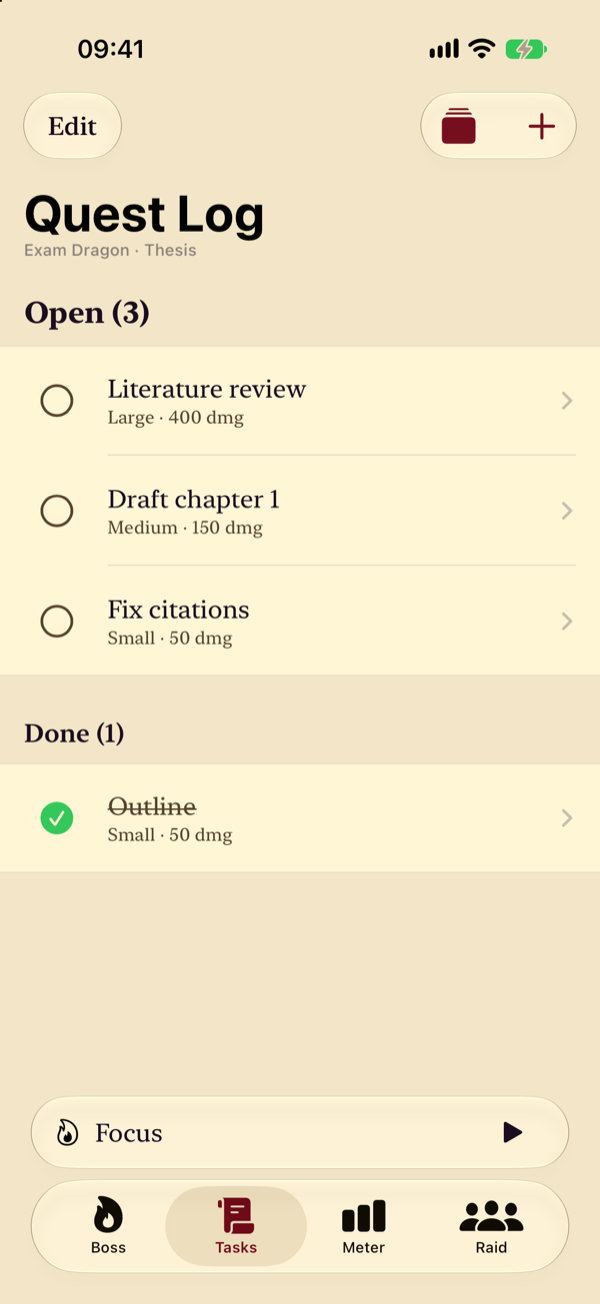 09:41
Edit
Quest Log
Exam Dragon · Thesis
Open (3)
Literature review
Large · 400 dmg
Draft chapter 1
Medium · 150 dmg
Fix citations
Small · 50 dmg
Done (1)
Outline
Small · 50 dmg
Focus
Boss
Tasks
Meter
Raid